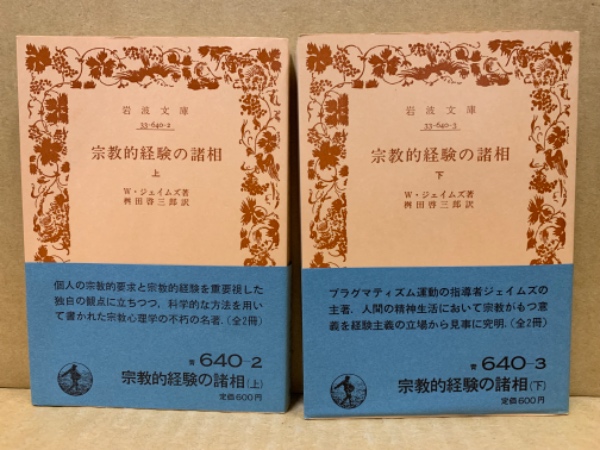 岩波文庫
33-640-2
宗教的経験の諸相
上
W・ジェイムズ著
桝田啓三郎訳
個人の宗教的要求と宗教的経験を重要視した
独自の観点に立ちつつ，科学的な方法を用い
て書かれた宗教心理学の不朽の名著．（全2冊）
青 640-2
宗教的経験の諸相（上）
定価600円
岩波文庫
33-640-3
宗教的経験の諸相
下
W・ジェイムズ著
桝田啓三郎訳
プラグマティズム運動の指導者ジェイムズの
主著．人間の精神生活において宗教がもつ意
義を経験主義の立場から見事に究明．（全2冊）
青 640-3
宗教的経験の諸相（下）
定価600円